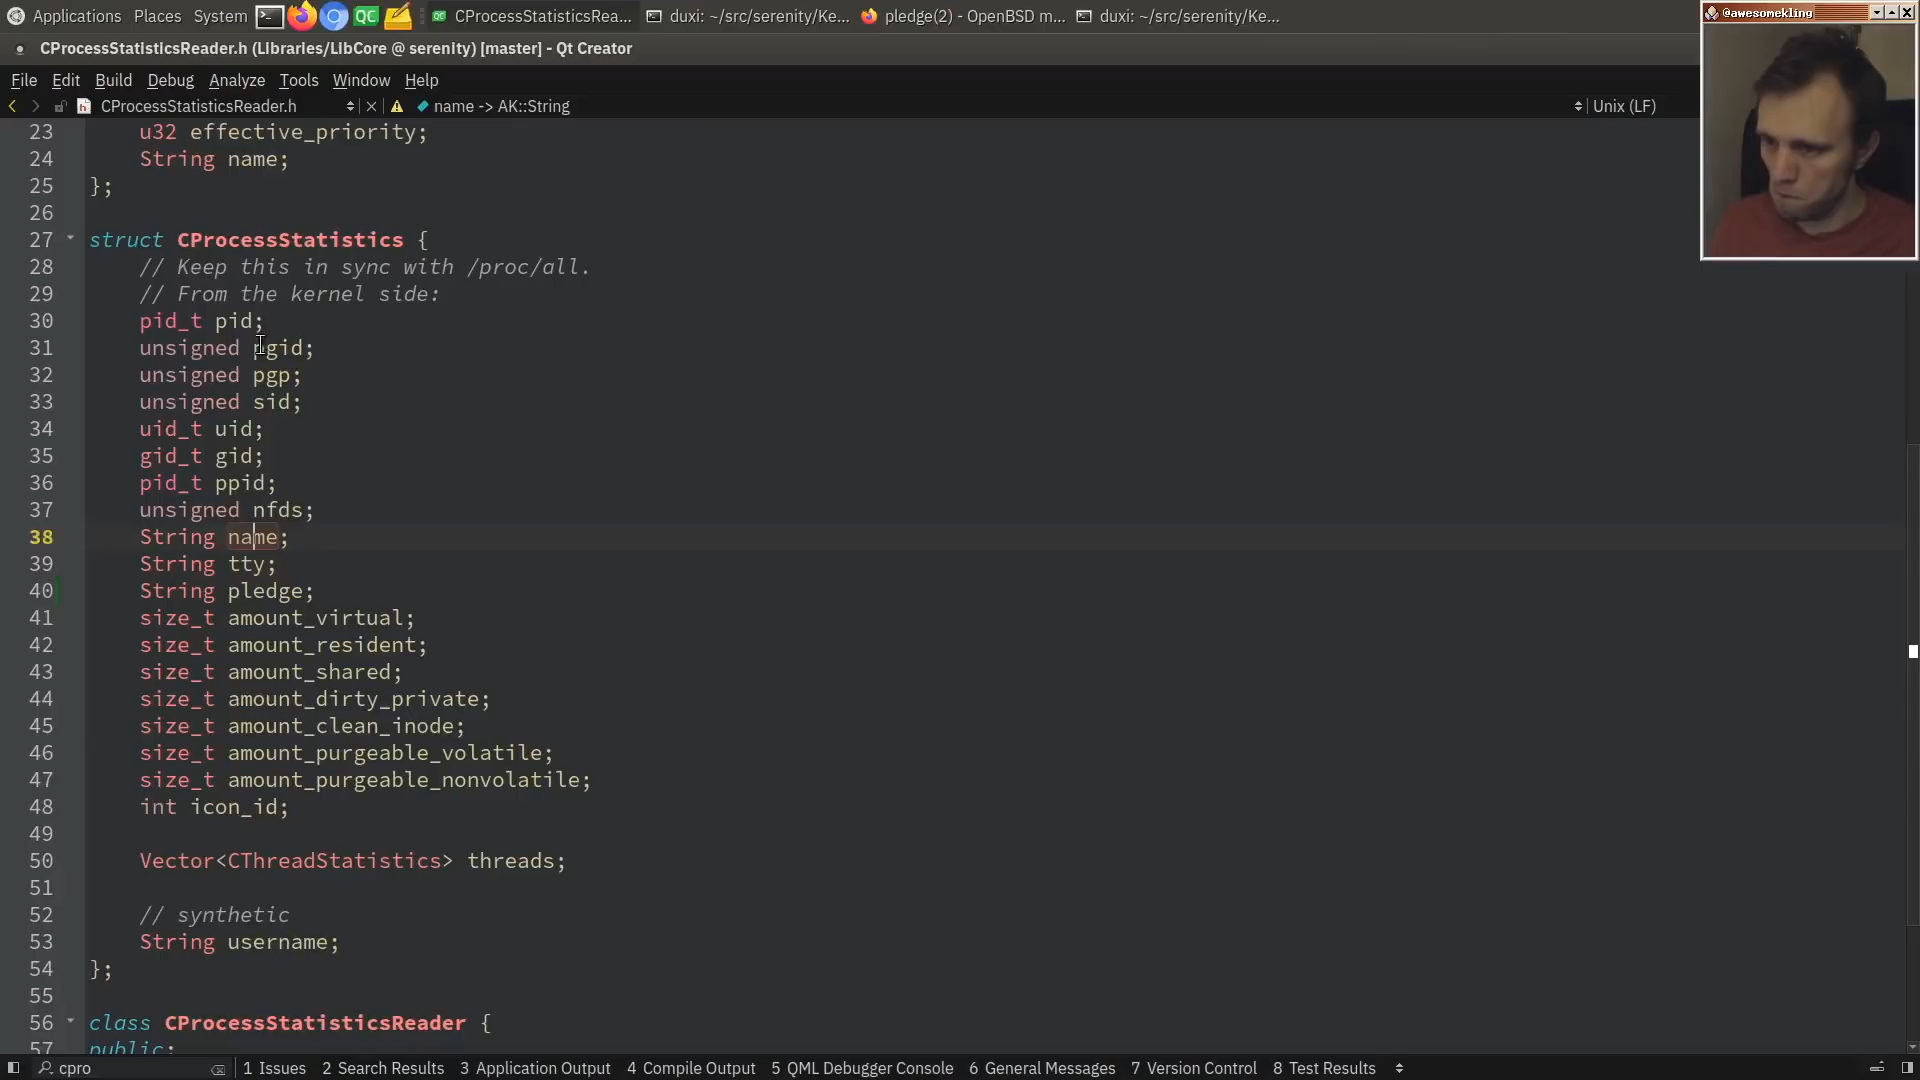 Applications Places System CProcessStatisticsRea... duxi: ~/src/serenity/Ke... pledge(2) - OpenBSD m... duxi: ~/src/serenity/Ke...
@awesomekling
CProcessStatisticsReader.h (Libraries/LibCore @ serenity) [master] - Qt Creator
File Edit Build Debug Analyze Tools Window Help
CProcessStatisticsReader.h name -> AK::String Unix (LF)
23 u32 effective_priority;
24 String name;
25 };
26
27 struct CProcessStatistics {
28 // Keep this in sync with /proc/all.
29 // From the kernel side:
30 pid_t pid;
31 unsigned pgid;
32 unsigned pgp;
33 unsigned sid;
34 uid_t uid;
35 gid_t gid;
36 pid_t ppid;
37 unsigned nfds;
38 String name;
39 String tty;
40 String pledge;
41 size_t amount_virtual;
42 size_t amount_resident;
43 size_t amount_shared;
44 size_t amount_dirty_private;
45 size_t amount_clean_inode;
46 size_t amount_purgeable_volatile;
47 size_t amount_purgeable_nonvolatile;
48 int icon_id;
49
50 Vector<CThreadStatistics> threads;
51
52 // synthetic
53 String username;
54 };
55
56 class CProcessStatisticsReader {
57 public:
cpro 1 Issues 2 Search Results 3 Application Output 4 Compile Output 5 QML Debugger Console 6 General Messages 7 Version Control 8 Test Results